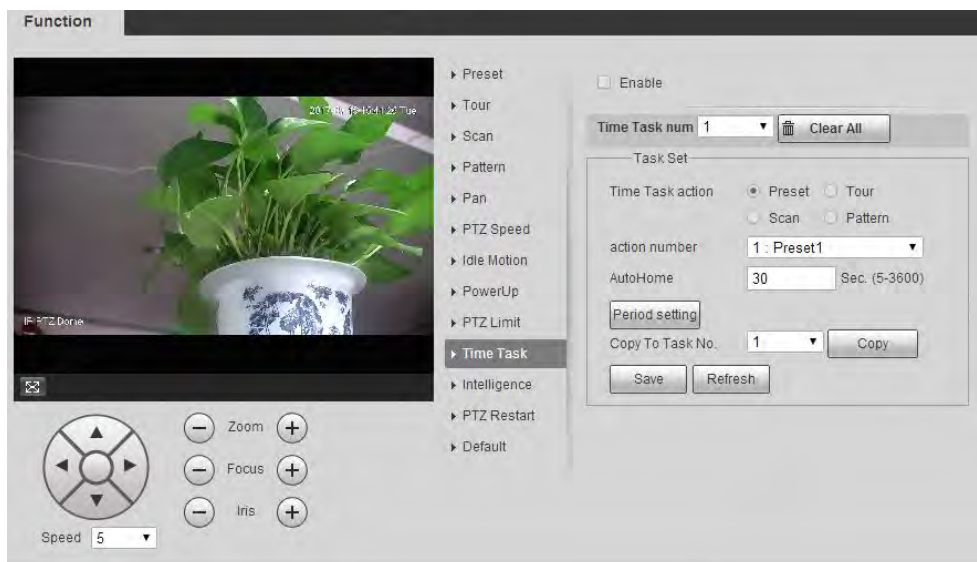 Function
Tue
IP PTZ Dome
Zoom
Focus
Iris
Speed 5
Preset
Tour
Scan
Pattern
Pan
PTZ Speed
Idle Motion
PowerUp
PTZ Limit
Time Task
Intelligence
PTZ Restart
Default
Enable
Time Task num 1 Clear All
Task Set
Time Task action Preset Tour
Scan Pattern
action number 1 : Preset1
AutoHome 30 Sec. (5-3600)
Period setting
Copy To Task No. 1 Copy
Save Refresh